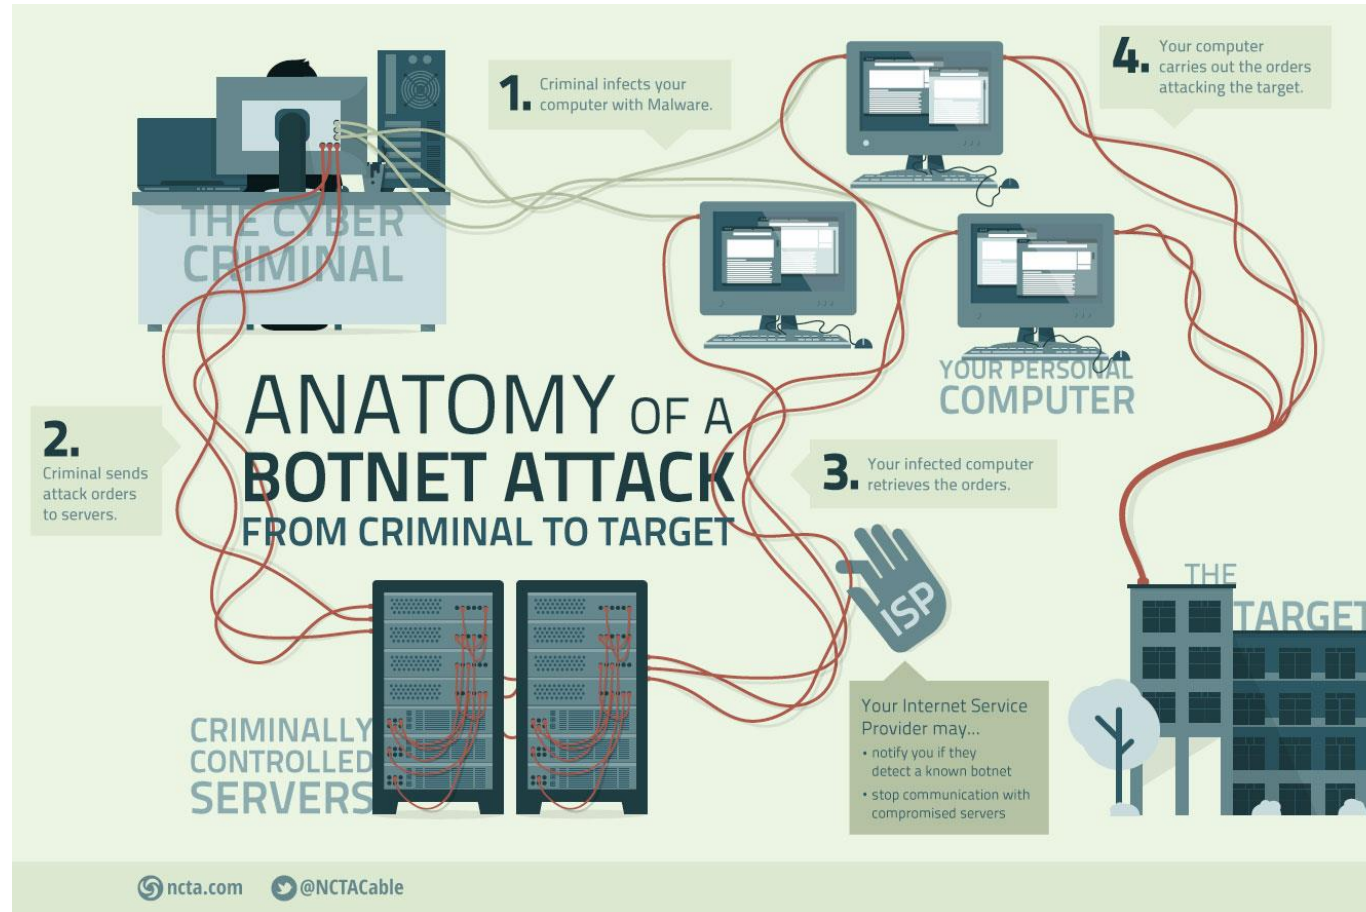 1. Criminal infects your
computer with Malware.
4. Your computer
carries out the orders
attacking the target.
THE CYBER
CRIMINAL
YOUR PERSONAL
COMPUTER
ANATOMY OF A
BOTNET ATTACK
FROM CRIMINAL TO TARGET
2.
Criminal sends
attack orders
to servers.
3. Your infected computer
retrieves the orders.
ISP
THE
TARGET
Your Internet Service
Provider may...
• notify you if they
detect a known botnet
• stop communication with
compromised servers
CRIMINALLY
CONTROLLED
SERVERS
ncta.com @NCTACable